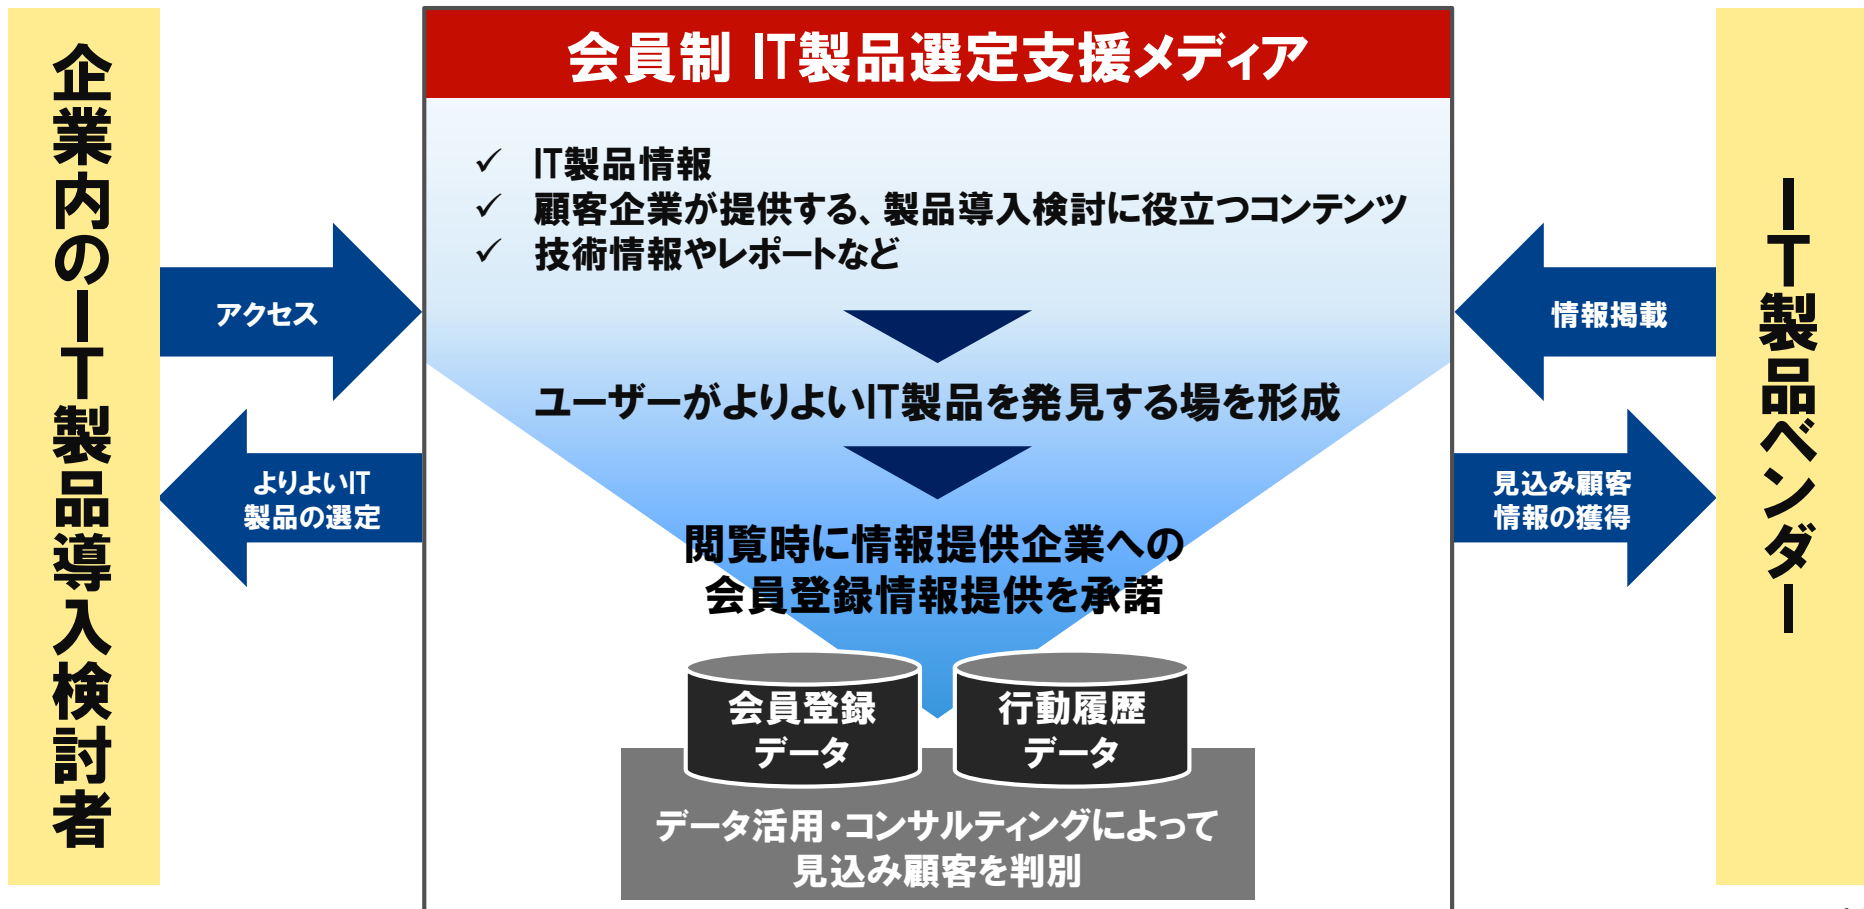 会員制 IT製品選定支援メディア
企業内のIT製品導入検討者
✓ IT製品情報
✓ 顧客企業が提供する、製品導入検討に役立つコンテンツ
✓ 技術情報やレポートなど
アクセス
よりよいIT
製品の選定
ユーザーがよりよいIT製品を発見する場を形成
閲覧時に情報提供企業への
会員登録情報提供を承諾
会員登録
データ
行動履歴
データ
データ活用・コンサルティングによって
見込み顧客を判別
情報掲載
見込み顧客
情報の獲得
IT製品ベンダー